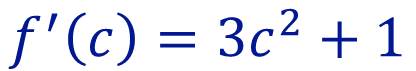 f′(c) = 3c² + 1